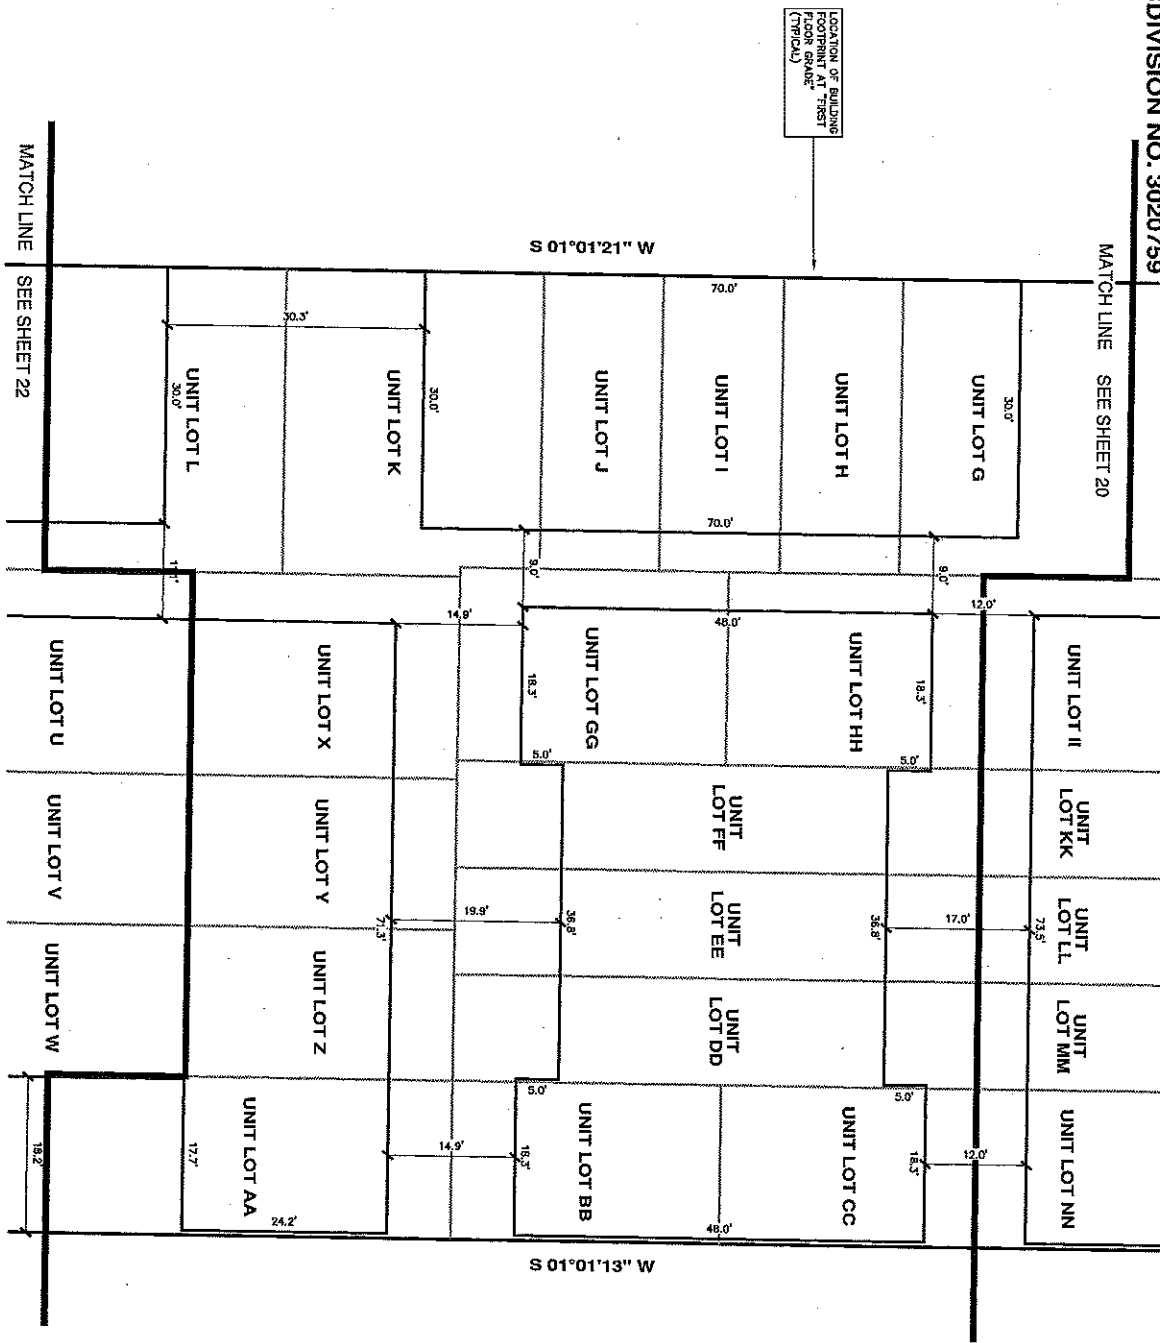 DIVISION NO. 3020759
LOCATION OF BUILDING
FOOTPRINT AT "FIRST
FLOOR GRADE"
(TYPICAL)
MATCH LINE SEE SHEET 20
MATCH LINE SEE SHEET 22
S 01°01'21" W
70.0'
30.3'
30.0'
UNIT LOT L
30.0'
UNIT LOT K
UNIT LOT J
UNIT LOT I
UNIT LOT H
UNIT LOT G
30.0'
70.0'
9.0'
9.0'
14.9'
12.0'
48.0'
UNIT LOT U
UNIT LOT X
UNIT LOT GG
18.3'
UNIT LOT HH
18.3'
UNIT LOT II
5.0'
5.0'
UNIT LOT V
UNIT LOT Y
UNIT
LOT FF
UNIT
LOT KK
71.3'
19.9'
36.8'
UNIT
LOT EE
36.8'
17.0'
73.5'
UNIT
LOT LL
UNIT LOT W
UNIT LOT Z
UNIT
LOT DD
UNIT
LOT MM
5.0'
5.0'
18.2'
17.7'
UNIT LOT AA
24.2'
14.9'
18.3'
UNIT LOT BB
48.0'
UNIT LOT CC
18.3'
12.0'
UNIT LOT NN
S 01°01'13" W